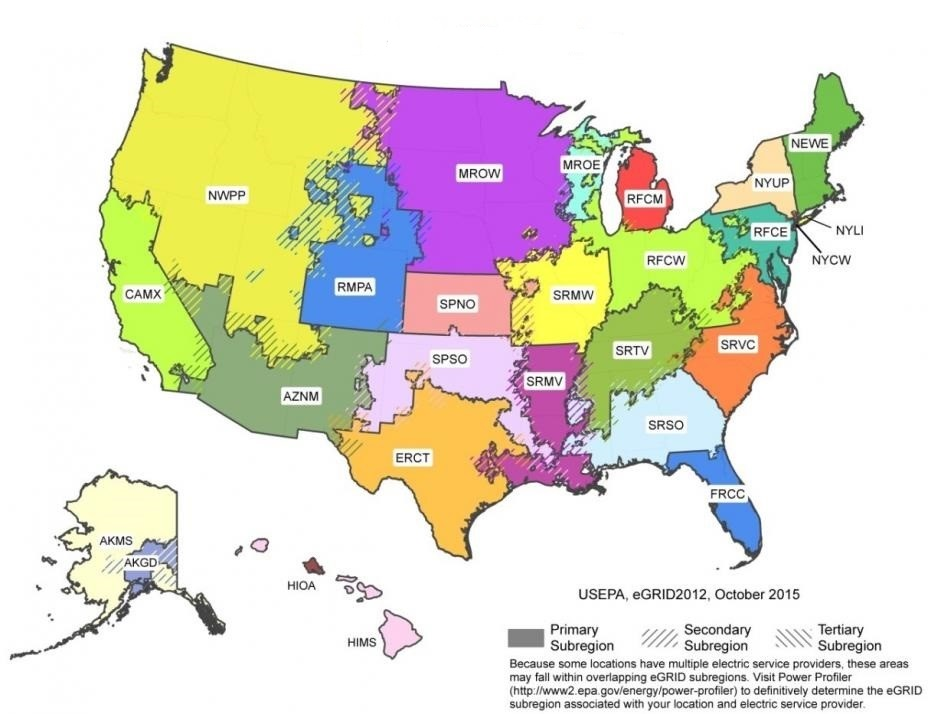 NEWE
MROE
MROW
NYUP
NWPP
RFCM
RFCE
NYLI
NYCW
RFCW
RMPA
CAMX
SRMW
SPNO
SRVC
SRTV
SPSO
SRMV
AZNM
SRSO
ERCT
FRCC
AKMS
AKGD
HIOA
HIMS
USEPA, eGRID2012, October 2015
Primary
Subregion
Secondary
Subregion
Tertiary
Subregion
Because some locations have multiple electric service providers, these areas
may fall within overlapping eGRID subregions. Visit Power Profiler
(http://www2.epa.gov/energy/power-profiler) to definitively determine the eGRID
subregion associated with your location and electric service provider.